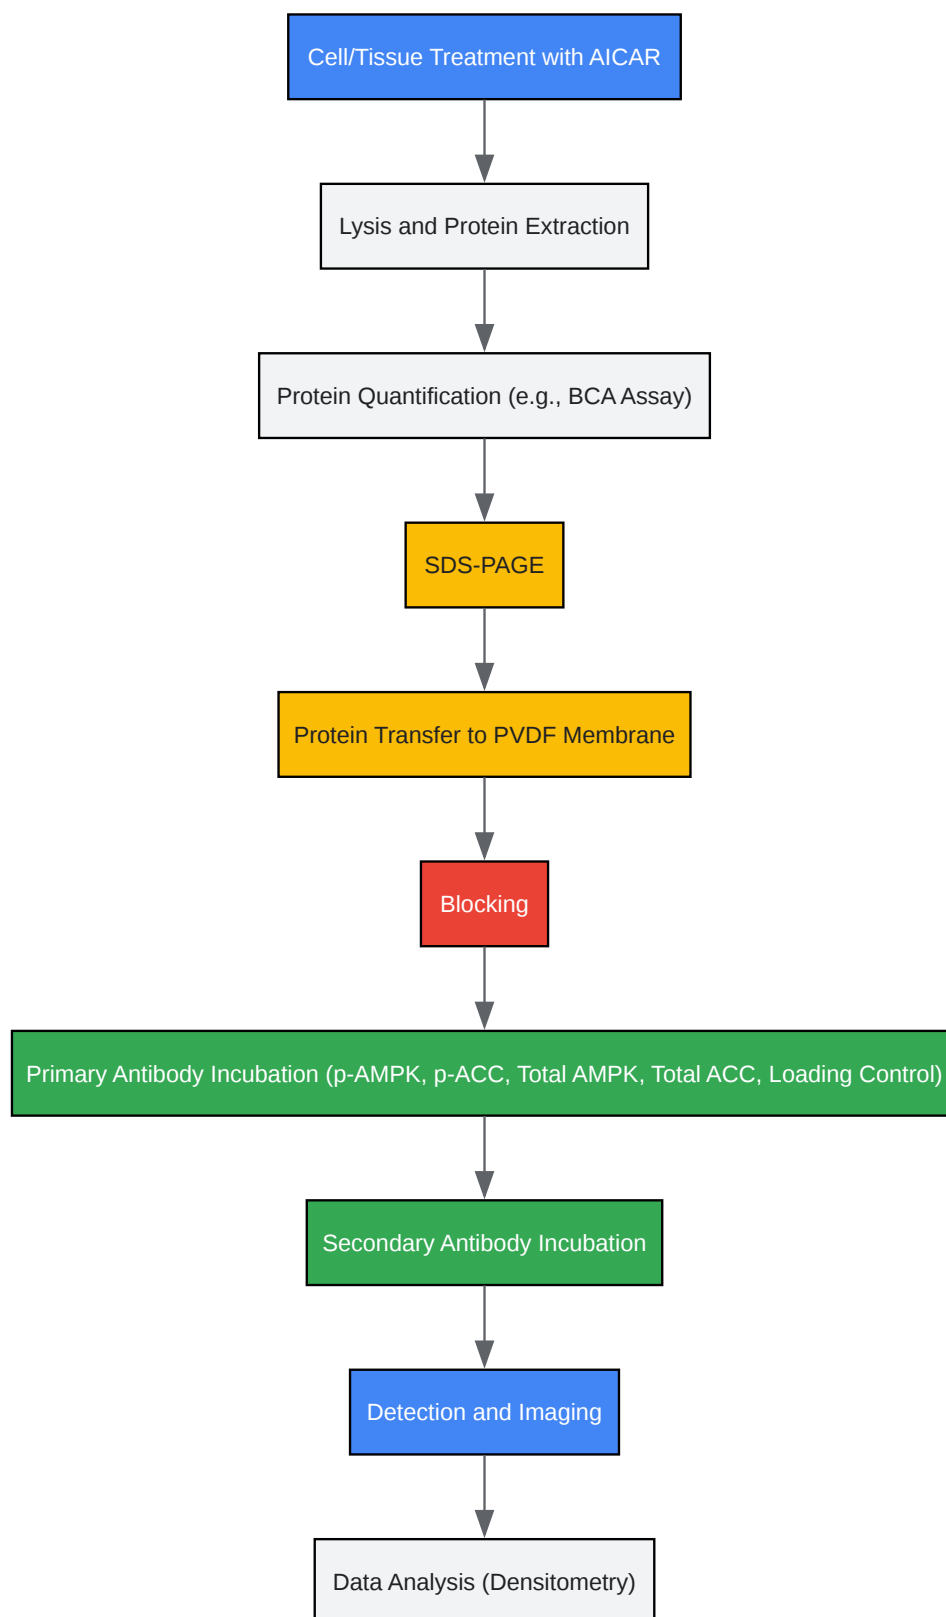 Cell/Tissue Treatment with AICAR
Lysis and Protein Extraction
Protein Quantification (e.g., BCA Assay)
SDS-PAGE
Protein Transfer to PVDF Membrane
Blocking
Primary Antibody Incubation (p-AMPK, p-ACC, Total AMPK, Total ACC, Loading Control)
Secondary Antibody Incubation
Detection and Imaging
Data Analysis (Densitometry)